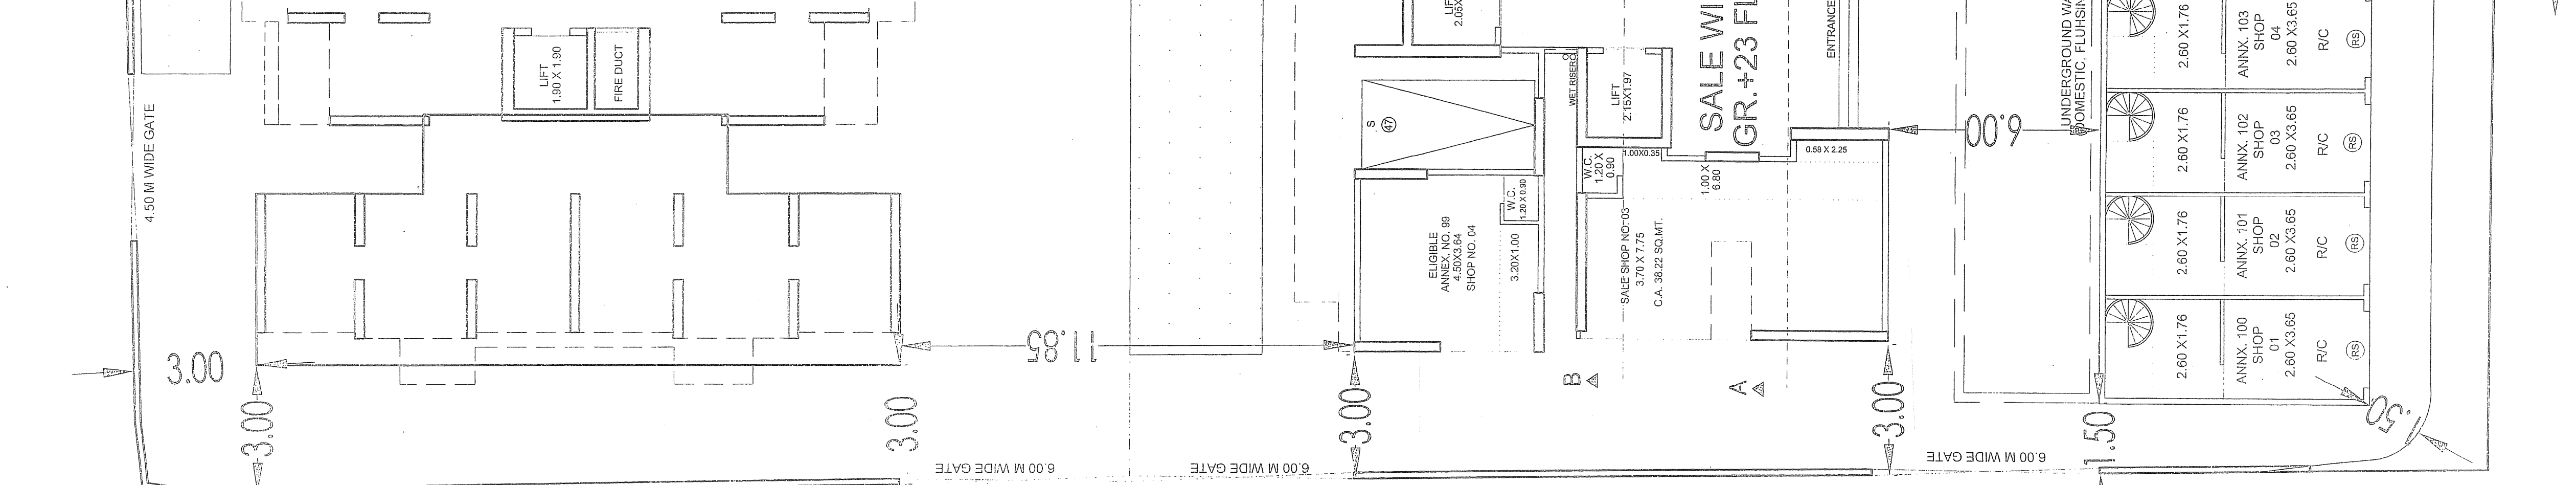 4.50 M WIDE GATE
LIFT
1.90 X 1.90
FIRE DUCT
3.00
3.00
3.00
11.85
6.00 M WIDE GATE
6.00 M WIDE GATE
LIF
2.05X
S
47
ELIGIBLE
ANNEX. NO. 99
4.50X3.64
SHOP NO. 04
W.C.
1.20 X 0.90
3.20X1.00
3.00
WET RISER
LIFT
2.15X1.97
W.C.
1.20 X
0.90
1.00X0.35
SALE SHOP NO. 03
3.70 X 7.75
C.A. 38.22 SQ.MT.
1.00 X
6.80
0.58 X 2.25
B
A
SALE WI
GR.+23 FL
ENTRANCE
3.00
6.00
6.00 M WIDE GATE
UNDERGROUND WA
DOMESTIC, FLUHSIN
1.50
2.60 X1.76
ANNX. 103
SHOP
04
2.60 X3.65
R/C
RS
2.60 X1.76
ANNX. 102
SHOP
03
2.60 X3.65
R/C
RS
2.60 X1.76
ANNX. 101
SHOP
02
2.60 X3.65
R/C
RS
2.60 X1.76
ANNX. 100
SHOP
01
2.60 X3.65
R/C
RS
.50